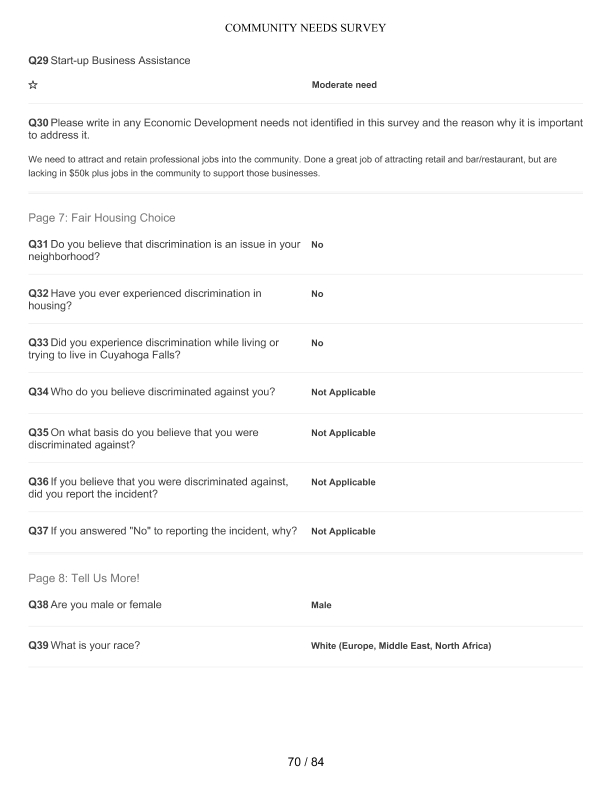 COMMUNITY NEEDS SURVEY
Q29 Start-up Business Assistance
☆ Moderate need
Q30 Please write in any Economic Development needs not identified in this survey and the reason why it is important
to address it.
We need to attract and retain professional jobs into the community. Done a great job of attracting retail and bar/restaurant, but are
lacking in $50k plus jobs in the community to support those businesses.
Page 7: Fair Housing Choice
Q31 Do you believe that discrimination is an issue in your No
neighborhood?
Q32 Have you ever experienced discrimination in No
housing?
Q33 Did you experience discrimination while living or No
trying to live in Cuyahoga Falls?
Q34 Who do you believe discriminated against you? Not Applicable
Q35 On what basis do you believe that you were Not Applicable
discriminated against?
Q36 If you believe that you were discriminated against, Not Applicable
did you report the incident?
Q37 If you answered "No" to reporting the incident, why? Not Applicable
Page 8: Tell Us More!
Q38 Are you male or female Male
Q39 What is your race? White (Europe, Middle East, North Africa)
70 / 84